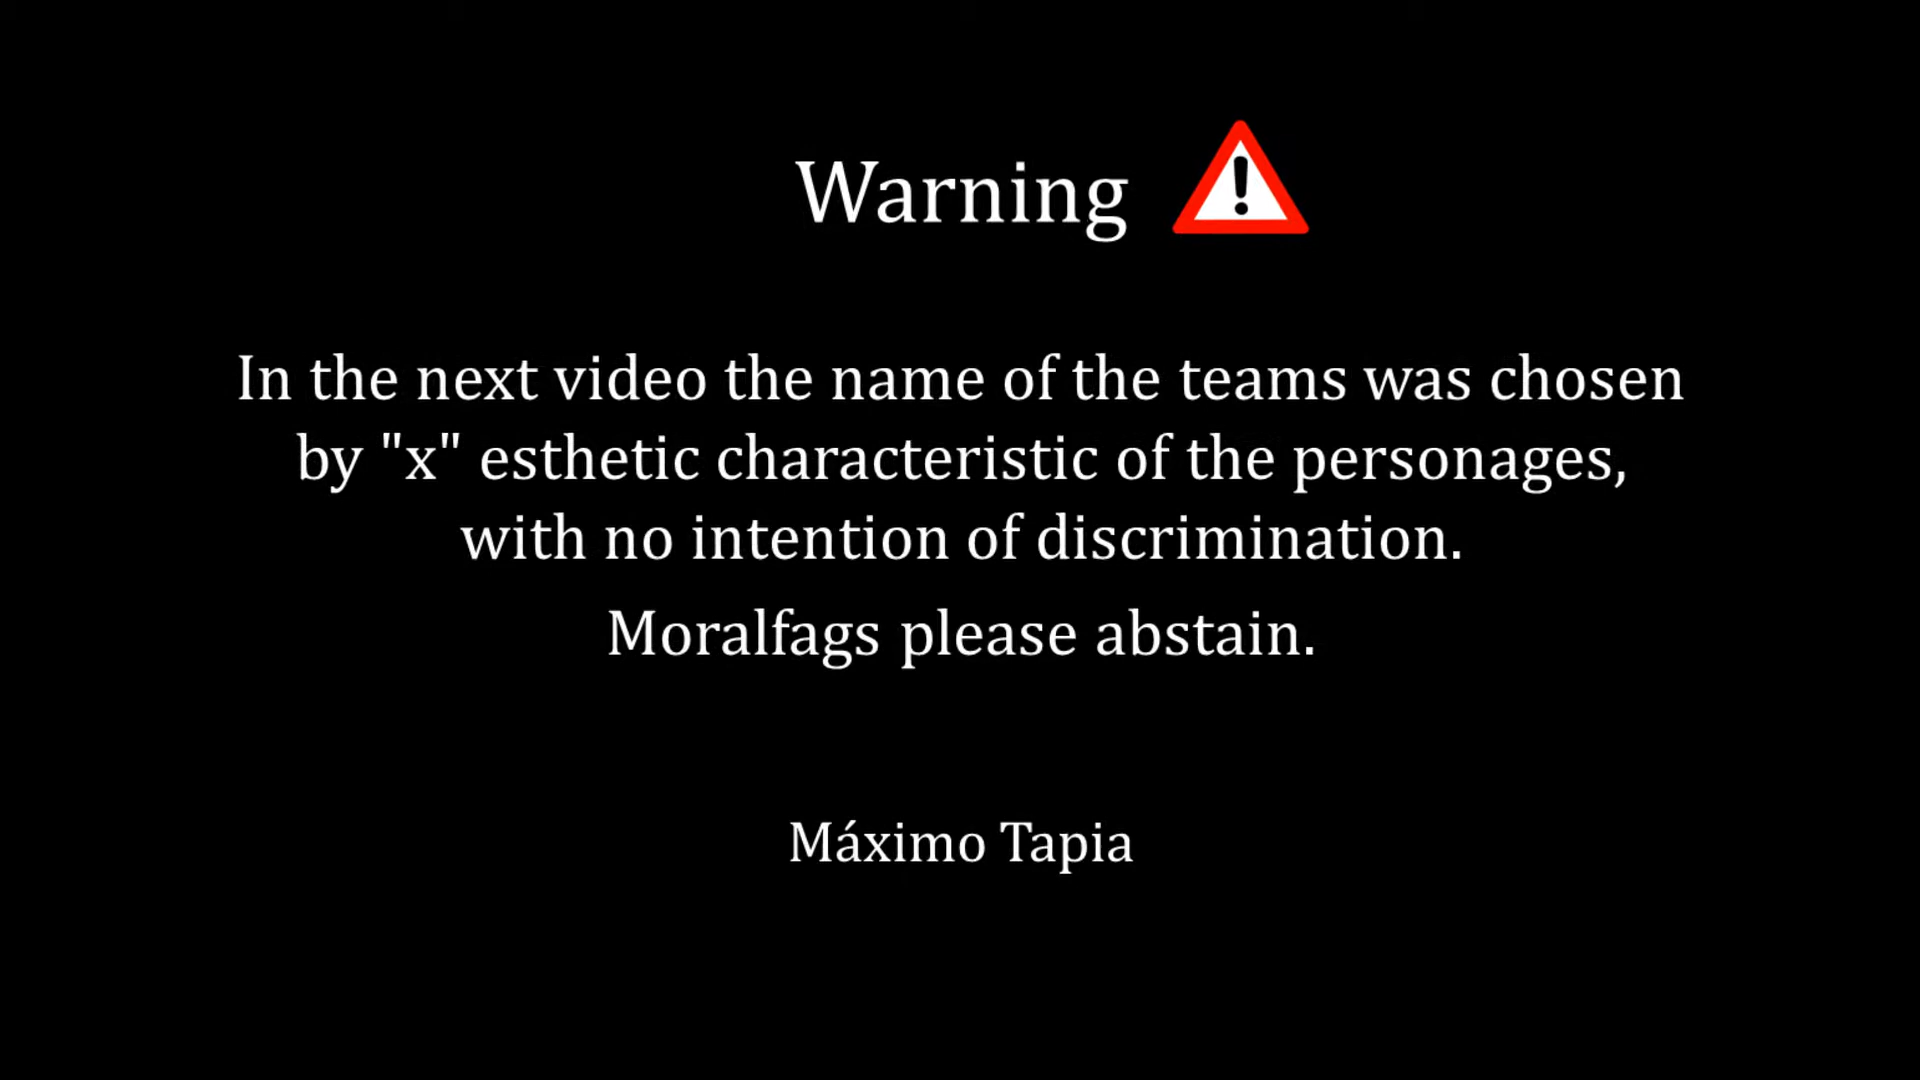 Warning
In the next video the name of the teams was chosen
by "x" esthetic characteristic of the personages,
with no intention of discrimination.
Moralfags please abstain.
Máximo Tapia